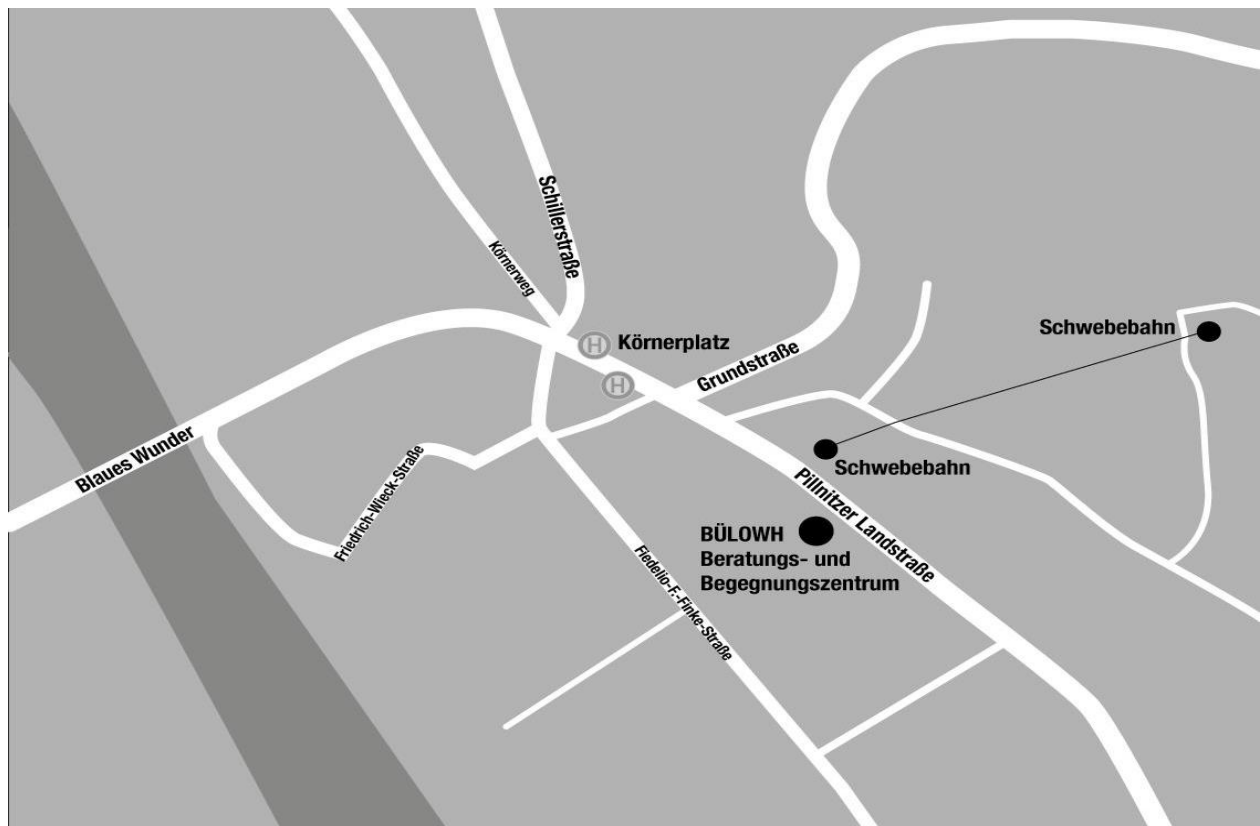 Schillerstraße
Körnerweg
H
Körnerplatz
H
Grundstraße
Schwebebahn
Blaues Wunder
Friedrich-Wieck-Straße
Schwebebahn
Pillnitzer Landstraße
BÜLOWH
Beratungs- und
Begegnungszentrum
Fiedelio-F.-Finke-Straße